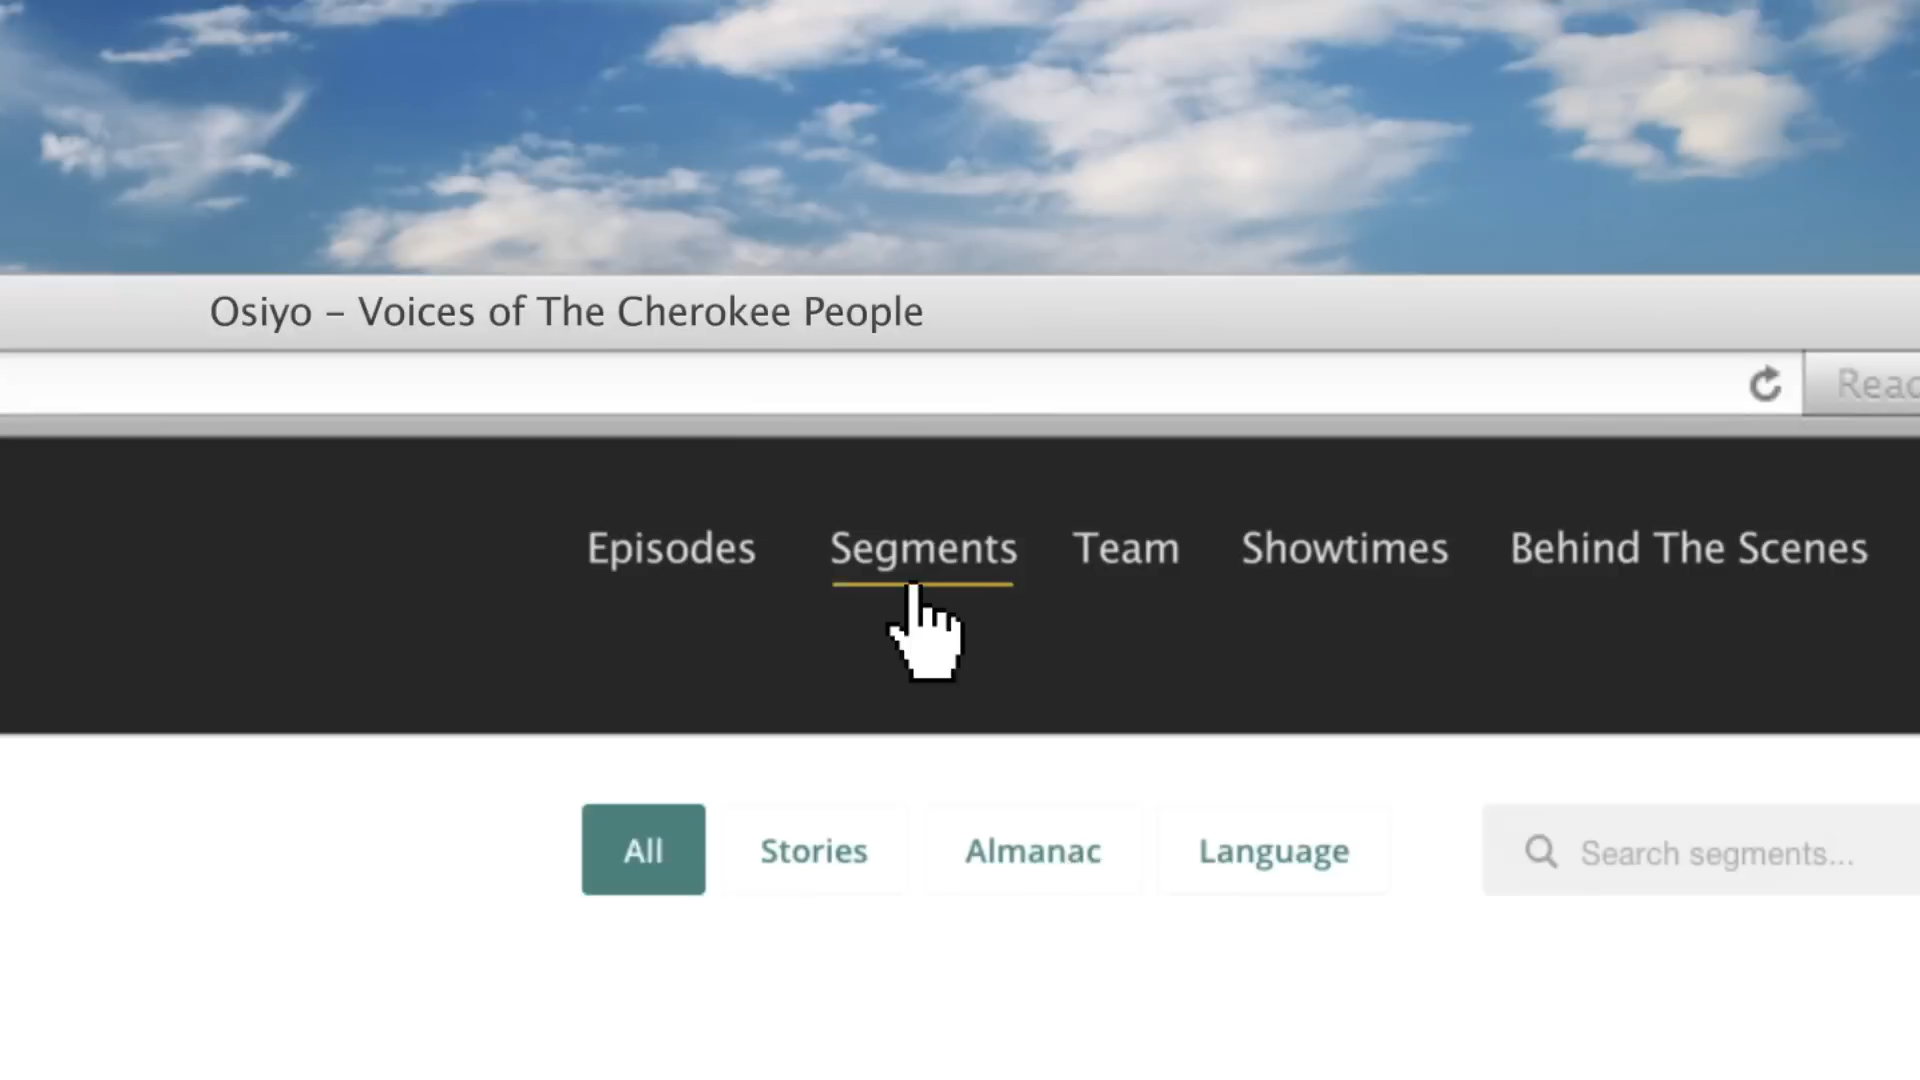 Osiyo – Voices of The Cherokee People
Episodes Segments Team Showtimes Behind The Scenes
All Stories Almanac Language Search segments...